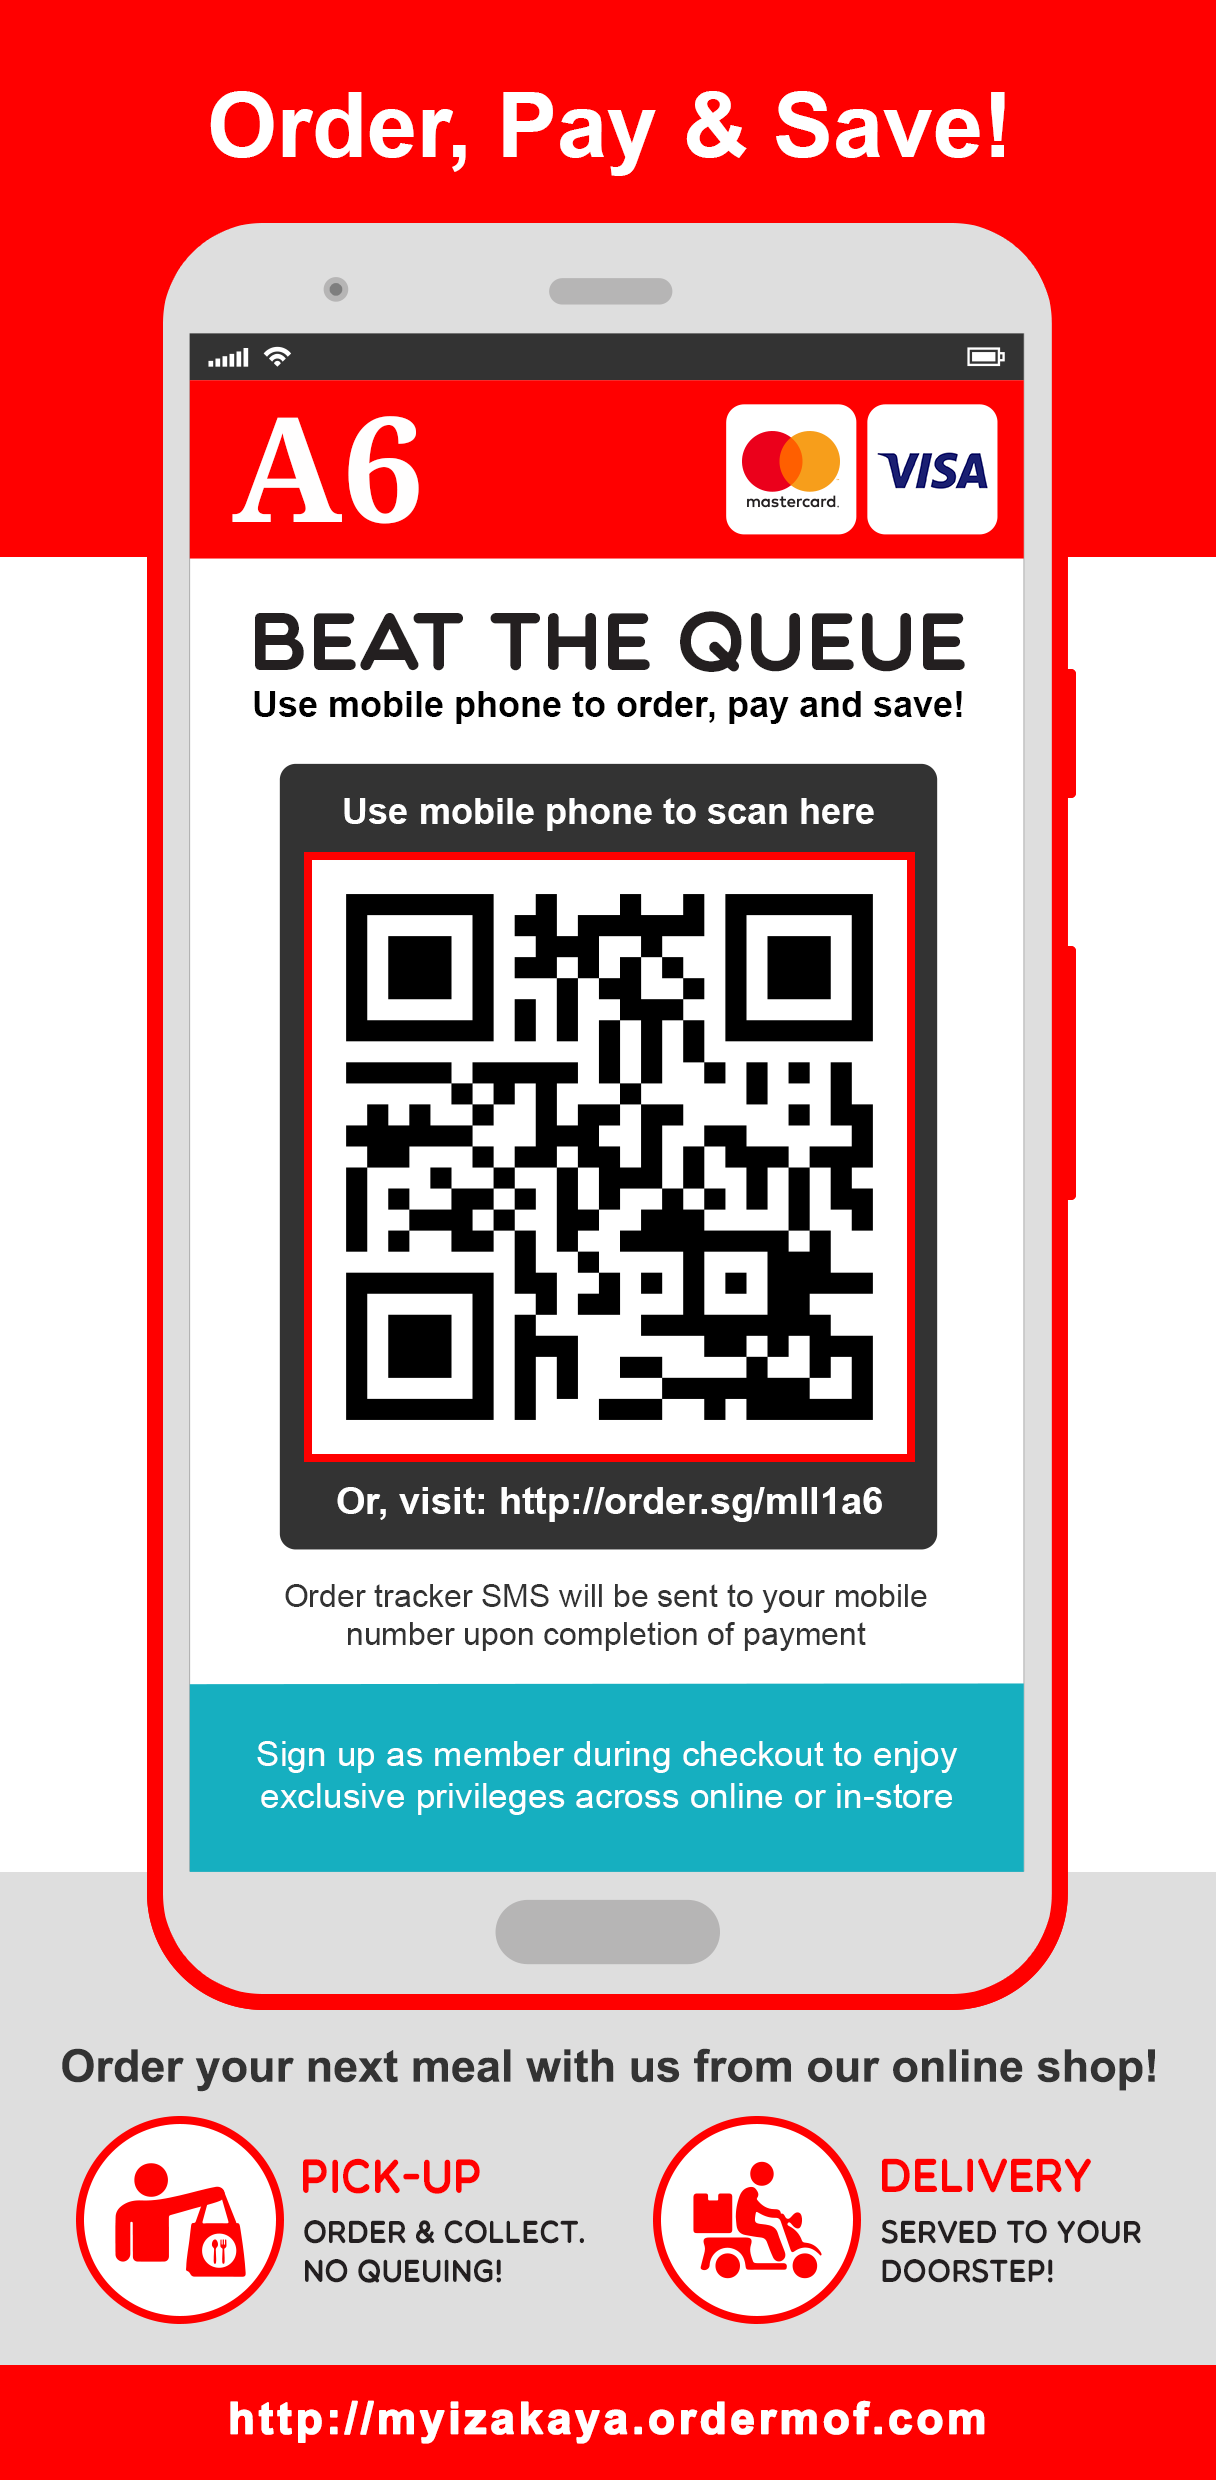 Order, Pay & Save!
A6
mastercard.
VISA
BEAT THE QUEUE
Use mobile phone to order, pay and save!
Use mobile phone to scan here
Or, visit: http://order.sg/mll1a6
Order tracker SMS will be sent to your mobile
number upon completion of payment
Sign up as member during checkout to enjoy
exclusive privileges across online or in-store
Order your next meal with us from our online shop!
PICK-UP
ORDER & COLLECT.
NO QUEUING!
DELIVERY
SERVED TO YOUR
DOORSTEP!
http://myizakaya.ordermof.com